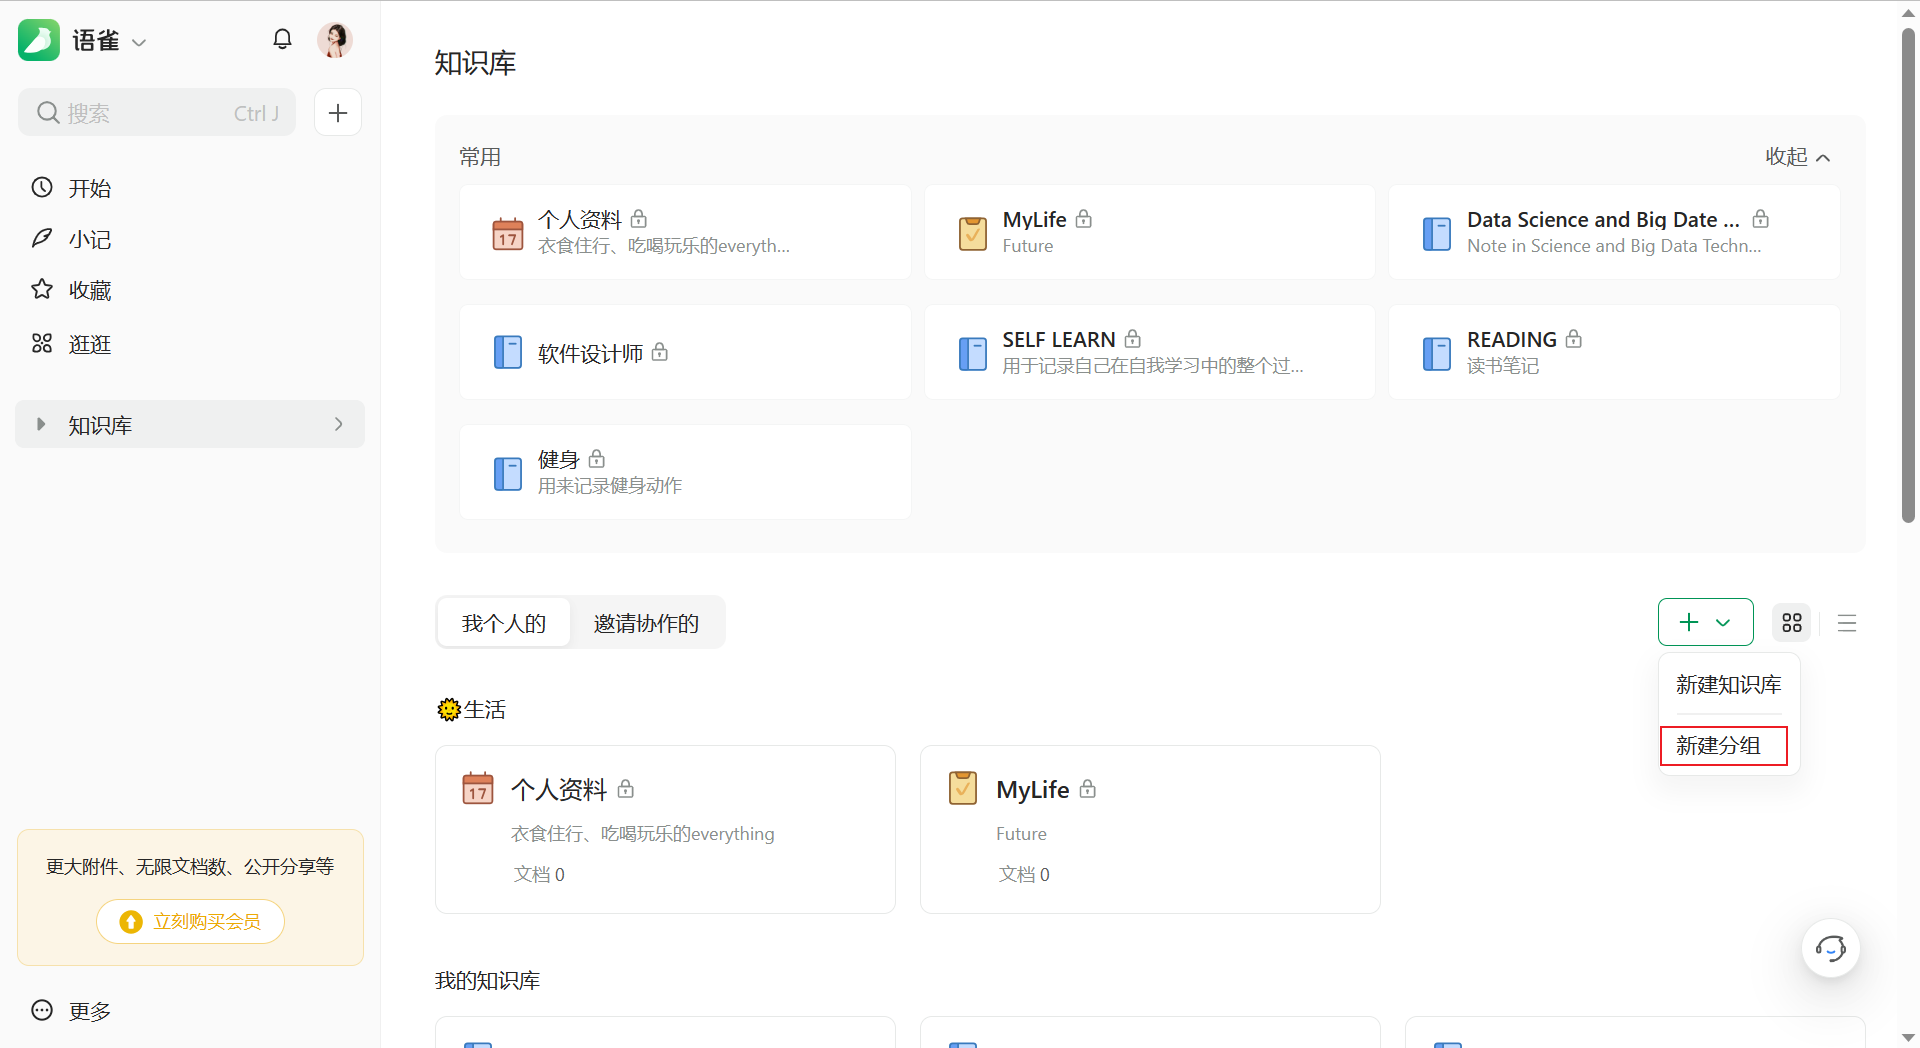 语雀
搜索 Ctrl J
开始
小记
收藏
逛逛
知识库
更大附件、无限文档数、公开分享等
立刻购买会员
更多
知识库
常用 收起
17 个人资料
衣食住行、吃喝玩乐的everyth...
MyLife
Future
Data Science and Big Date ...
Note in Science and Big Data Techn...
软件设计师
SELF LEARN
用于记录自己在自我学习中的整个过...
READING
读书笔记
健身
用来记录健身动作
我个人的 邀请协作的
新建知识库
新建分组
生活
17 个人资料
衣食住行、吃喝玩乐的everything
文档 0
MyLife
Future
文档 0
我的知识库